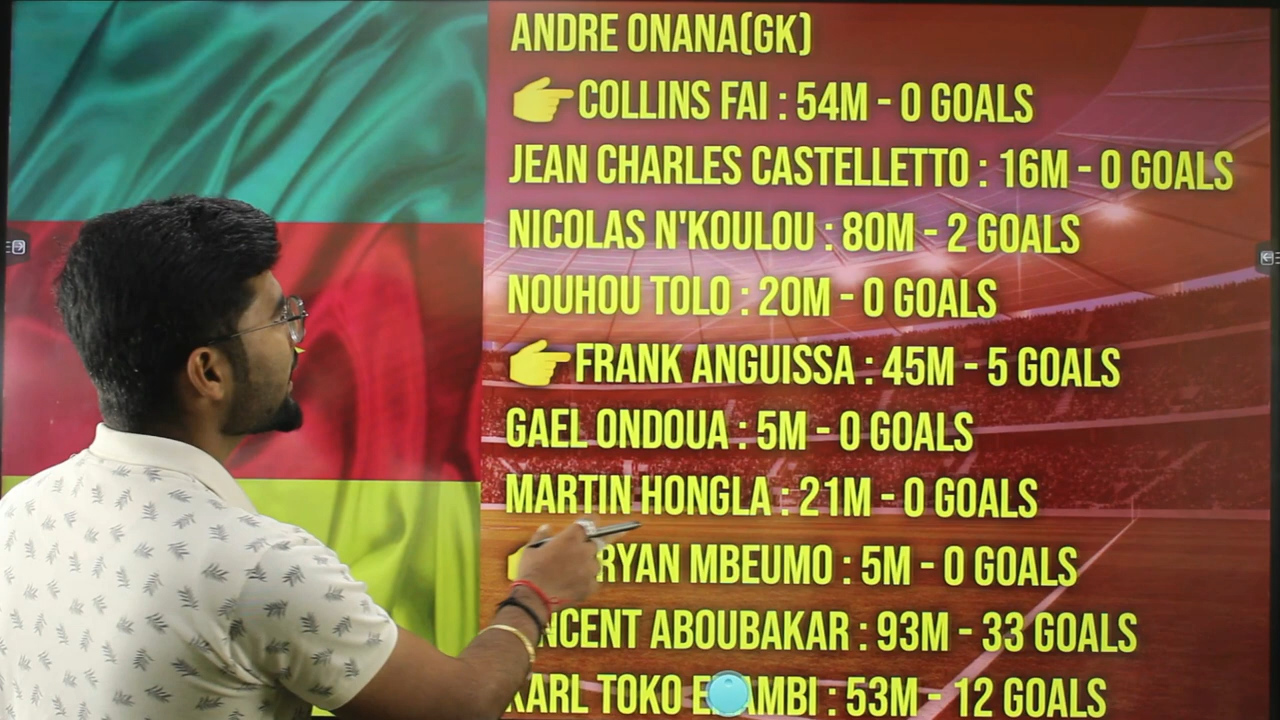 ANDRE ONANA(GK)
COLLINS FAI : 54M - 0 GOALS
JEAN CHARLES CASTELLETTO : 16M - 0 GOALS
NICOLAS N'KOULOU : 80M - 2 GOALS
NOUHOU TOLO : 20M - 0 GOALS
FRANK ANGUISSA : 45M - 5 GOALS
GAEL ONDOUA : 5M - 0 GOALS
MARTIN HONGLA : 21M - 0 GOALS
RYAN MBEUMO : 5M - 0 GOALS
NCENT ABOUBAKAR : 93M - 33 GOALS
KARL TOKO : 53M - 12 GOALS